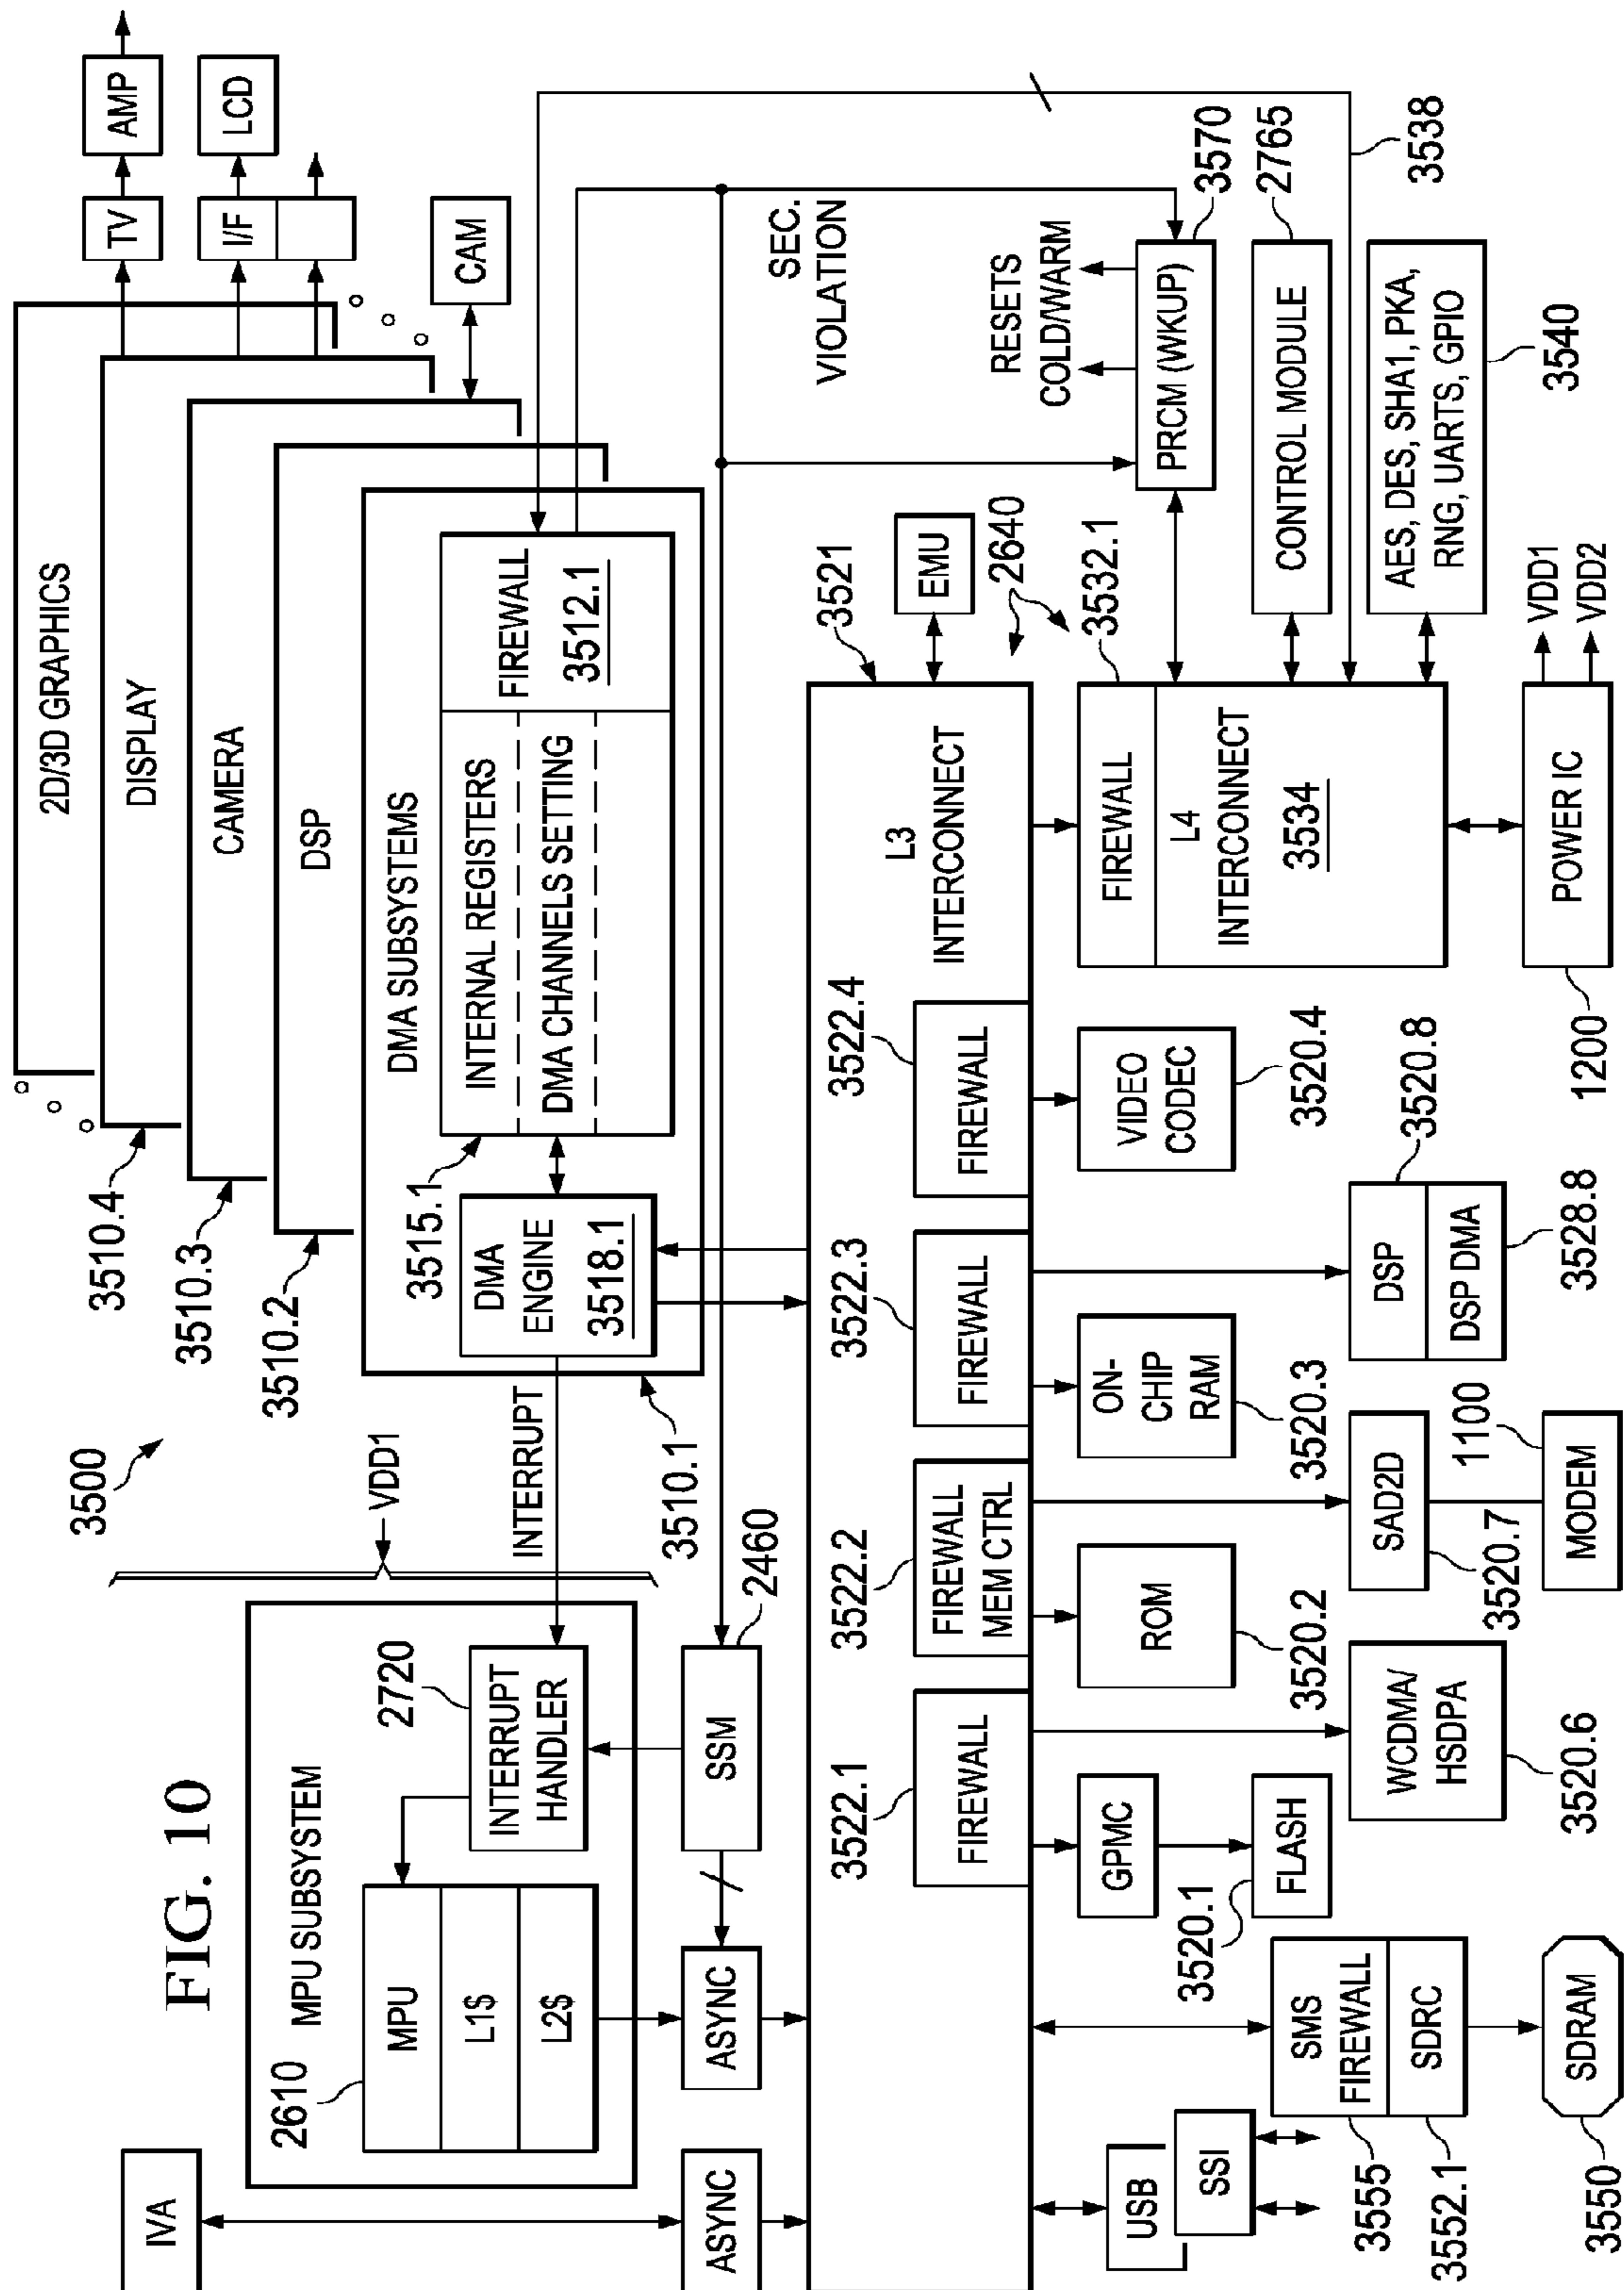 FIG. 10
3500
IVA
MPU SUBSYSTEM
2610
MPU
L1$
L2$
INTERRUPT
HANDLER
2720
VDD1
INTERRUPT
ASYNC
ASYNC
SSM
2460
2D/3D GRAPHICS
DISPLAY
CAMERA
DSP
3510.4
3510.3
3510.2
3510.1
DMA SUBSYSTEMS
DMA
ENGINE
3518.1
3515.1
INTERNAL REGISTERS
DMA CHANNELS SETTING
FIREWALL
3512.1
TV
AMP
I/F
LCD
CAM
SEC.
VIOLATION
RESETS
COLD/WARM
L3
INTERCONNECT
3521
EMU
2640
3522.1
FIREWALL
3522.2
FIREWALL
MEM CTRL
3522.3
FIREWALL
3522.4
FIREWALL
3532.1
FIREWALL
L4
INTERCONNECT
3534
PRCM (WKUP)
3570
CONTROL MODULE
2765
3538
AES, DES, SHA1, PKA,
RNG, UARTS, GPIO
3540
USB
SSI
SMS
FIREWALL
SDRC
3555
3552.1
SDRAM
3550
GPMC
FLASH
3520.1
ROM
3520.2
ON-
CHIP
RAM
3520.3
VIDEO
CODEC
3520.4
WCDMA/
HSDPA
3520.6
SAD2D
3520.7
MODEM
1100
DSP
DSP DMA
3520.8
3528.8
POWER IC
1200
VDD1
VDD2